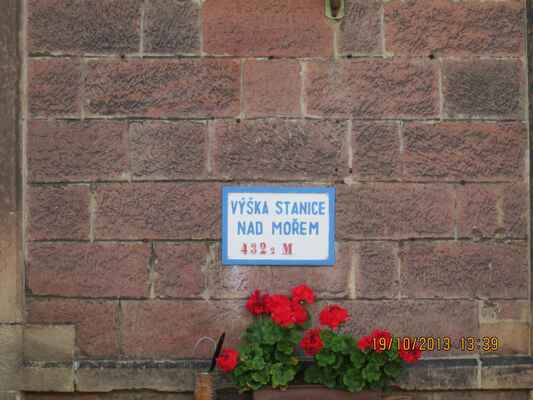 VÝŠKA STANICE
NAD MOŘEM
432,2 M
19/10/2013 13:39